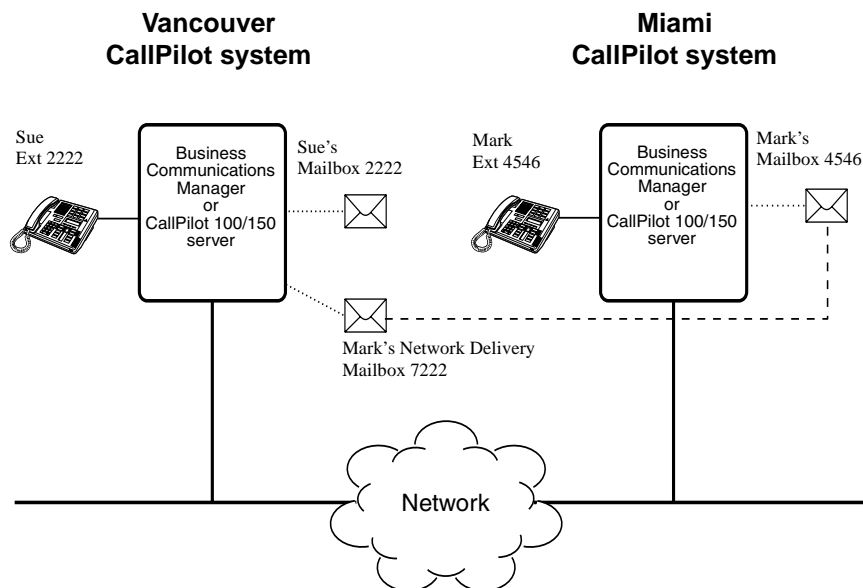 Vancouver
CallPilot system
Miami
CallPilot system
Sue
Ext 2222
Business
Communications
Manager
or
CallPilot 100/150
server
Sue's
Mailbox 2222
Mark
Ext 4546
Business
Communications
Manager
or
CallPilot 100/150
server
Mark's
Mailbox 4546
Mark's Network Delivery
Mailbox 7222
Network